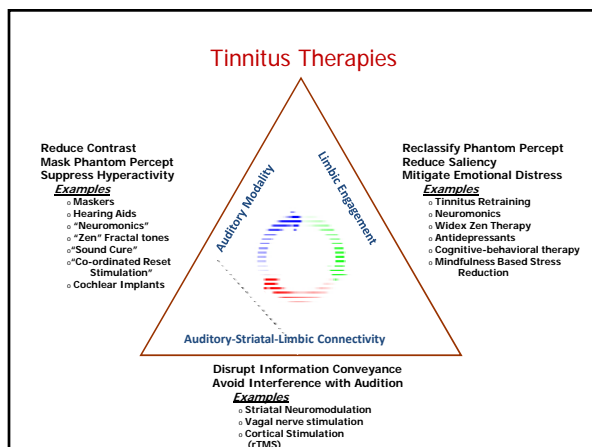 Tinnitus Therapies
Reduce Contrast
Mask Phantom Percept
Suppress Hyperactivity
Examples
o Maskers
o Hearing Aids
o "Neuromonics"
o "Zen" Fractal tones
o "Sound Cure"
o "Co-ordinated Reset
Stimulation"
o Cochlear Implants
Auditory Modality
Limbic Engagement
Reclassify Phantom Percept
Reduce Saliency
Mitigate Emotional Distress
Examples
o Tinnitus Retraining
o Neuromonics
o Widex Zen Therapy
o Antidepressants
o Cognitive-behavioral therapy
o Mindfulness Based Stress
Reduction
Auditory-Striatal-Limbic Connectivity
Disrupt Information Conveyance
Avoid Interference with Audition
Examples
o Striatal Neuromodulation
o Vagal nerve stimulation
o Cortical Stimulation
(rTMS)